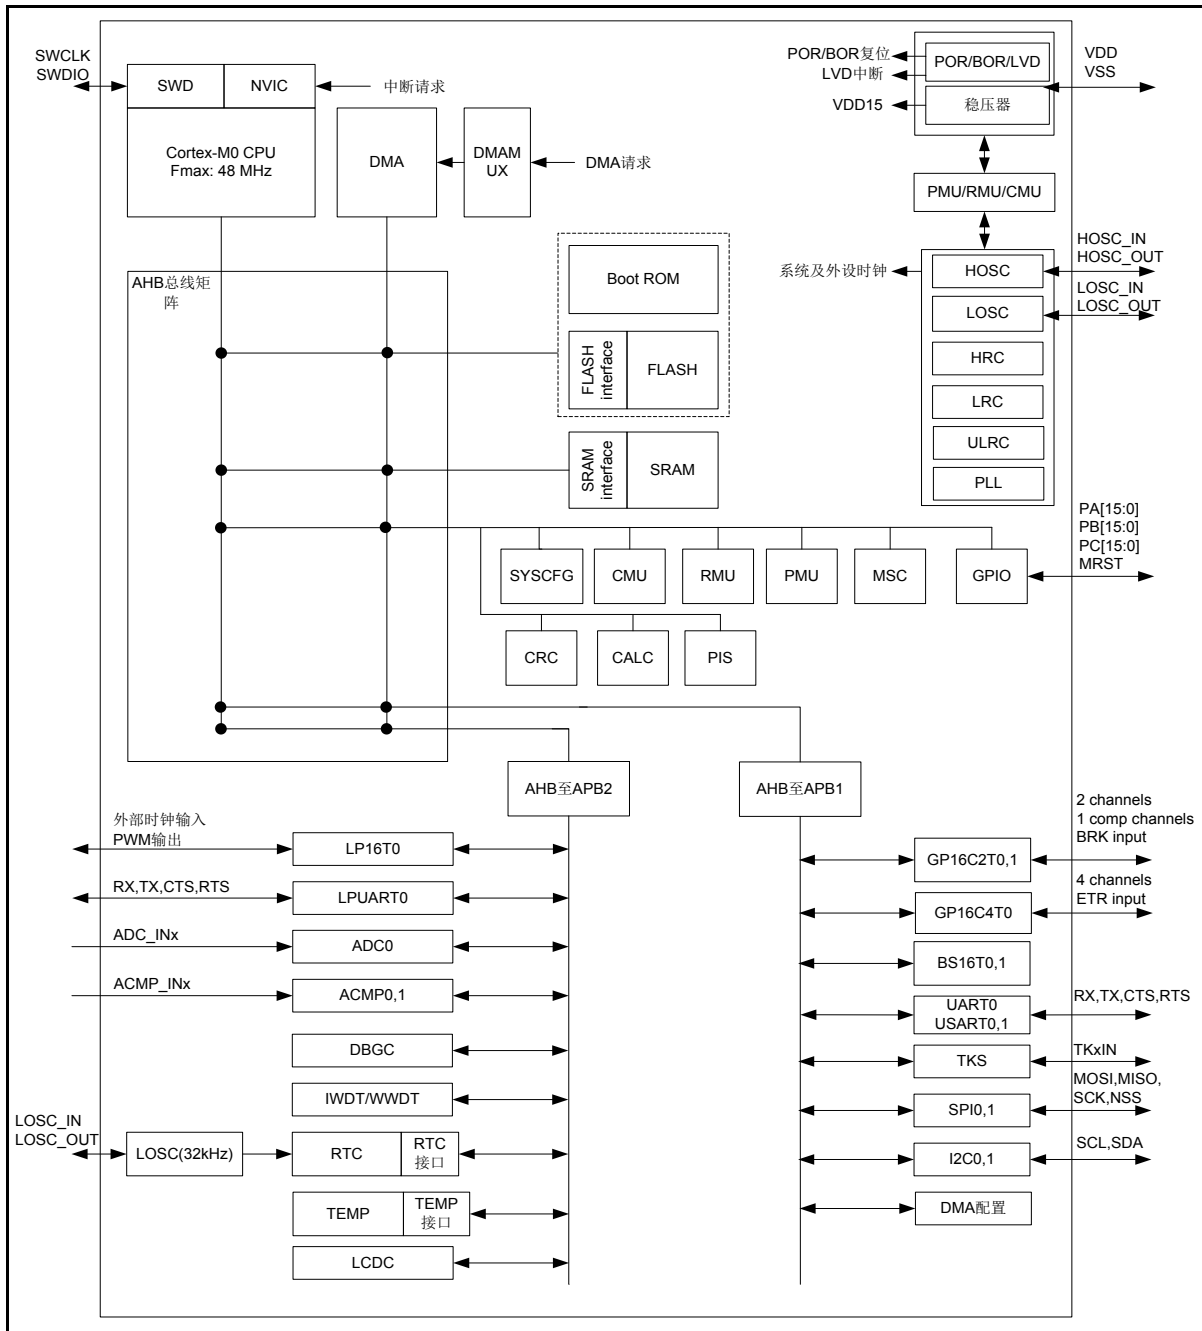 SWCLK
SWDIO
SWD
NVIC
中断请求
Cortex-M0 CPU
Fmax: 48 MHz
DMA
DMAM
UX
DMA请求
POR/BOR复位
LVD中断
VDD15
POR/BOR/LVD
稳压器
VDD
VSS
PMU/RMU/CMU
系统及外设时钟
HOSC
LOSC
HRC
LRC
ULRC
PLL
HOSC_IN
HOSC_OUT
LOSC_IN
LOSC_OUT
AHB总线矩
阵
Boot ROM
FLASH
interface
FLASH
SRAM
interface
SRAM
PA[15:0]
PB[15:0]
PC[15:0]
MRST
SYSCFG
CMU
RMU
PMU
MSC
GPIO
CRC
CALC
PIS
AHB至APB2
AHB至APB1
外部时钟输入
PWM输出
LP16T0
RX,TX,CTS,RTS
LPUART0
ADC_INx
ADC0
ACMP_INx
ACMP0,1
DBGC
IWDT/WWDT
LOSC_IN
LOSC_OUT
LOSC(32kHz)
RTC
RTC
接口
TEMP
TEMP
接口
LCDC
2 channels
1 comp channels
BRK input
GP16C2T0,1
4 channels
ETR input
GP16C4T0
BS16T0,1
UART0
USART0,1
RX,TX,CTS,RTS
TKS
TKxIN
MOSI,MISO,
SCK,NSS
SPI0,1
I2C0,1
SCL,SDA
DMA配置